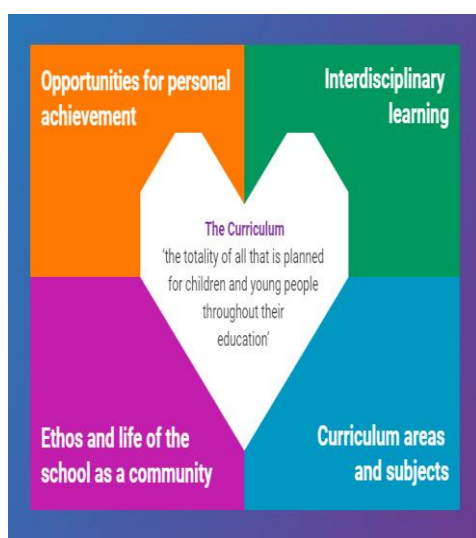 Opportunities for personal
achievement
Interdisciplinary
learning
The Curriculum
'the totality of all that is planned
for children and young people
throughout their
education'
Ethos and life of the
school as a community
Curriculum areas
and subjects